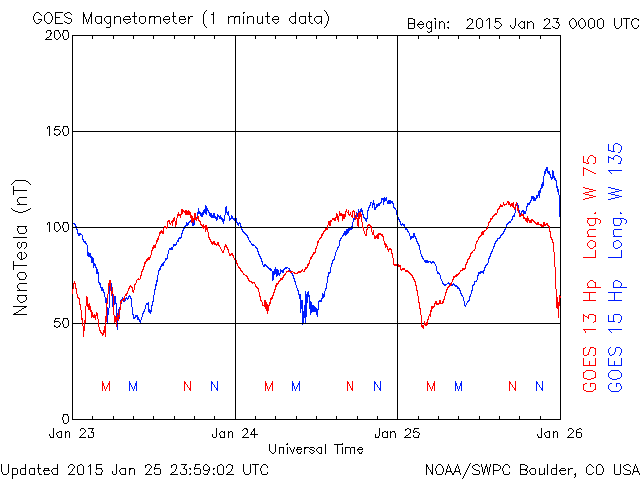 GOES Magnetometer (1 minute data)
Begin: 2015 Jan 23 0000 UTC
200
150
100
50
0
NanoTesla (nT)
M M N N M M N N M M N N
Jan 23 Jan 24 Jan 25 Jan 26
Universal Time
GOES 13 Hp Long. W 75
GOES 15 Hp Long. W 135
Updated 2015 Jan 25 23:59:02 UTC
NOAA/SWPC Boulder, CO USA